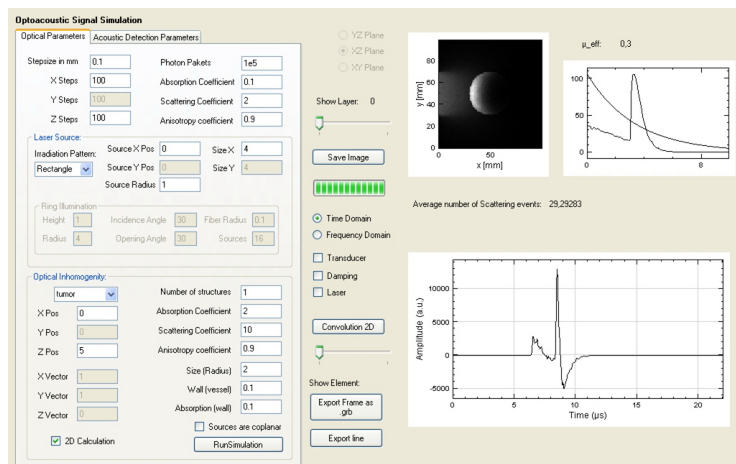 Optoacoustic Signal Simulation
Optical Parameters Acoustic Detection Parameters
Stepsize in mm 0.1 Photon Pakets 1e5
X Steps 100 Absorption Coefficient 0.1
Y Steps 100 Scattering Coefficient 2
Z Steps 100 Anisotropy coefficient 0.9
Laser Source:
Irradiation Pattern: Source X Pos 0 Size X 4
Rectangle Source Y Pos 0 Size Y 4
Source Radius 1
Ring Illumination
Height 1 Incidence Angle 30 Fiber Radius 0.1
Radius 4 Opening Angle 30 Sources 16
Optical Inhomogenity:
tumor Number of structures 1
X Pos 0 Absorption Coefficient 2
Y Pos 0 Scattering Coefficient 10
Z Pos 5 Anisotropy coefficient 0.9
Size (Radius) 2
X Vector 1 Wall (vessel) 0.1
Y Vector 1 Absorption (wall) 0.1
Z Vector 0
Sources are coplanar
2D Calculation RunSimulation
YZ Plane
XZ Plane
XY Plane
Show Layer: 0
Save Image
Time Domain
Frequency Domain
Transducer
Damping
Laser
Convolution 2D
Show Element:
Export Frame as .grb
Export line
80
60
40
20
0
y [mm]
0 50
x [mm]
μ_eff: 0,3
100
50
0
0 8
Average number of Scattering events: 29,29283
10000
5000
0
-5000
Amplitude (a.u.)
0 5 10 15 20
Time (μs)